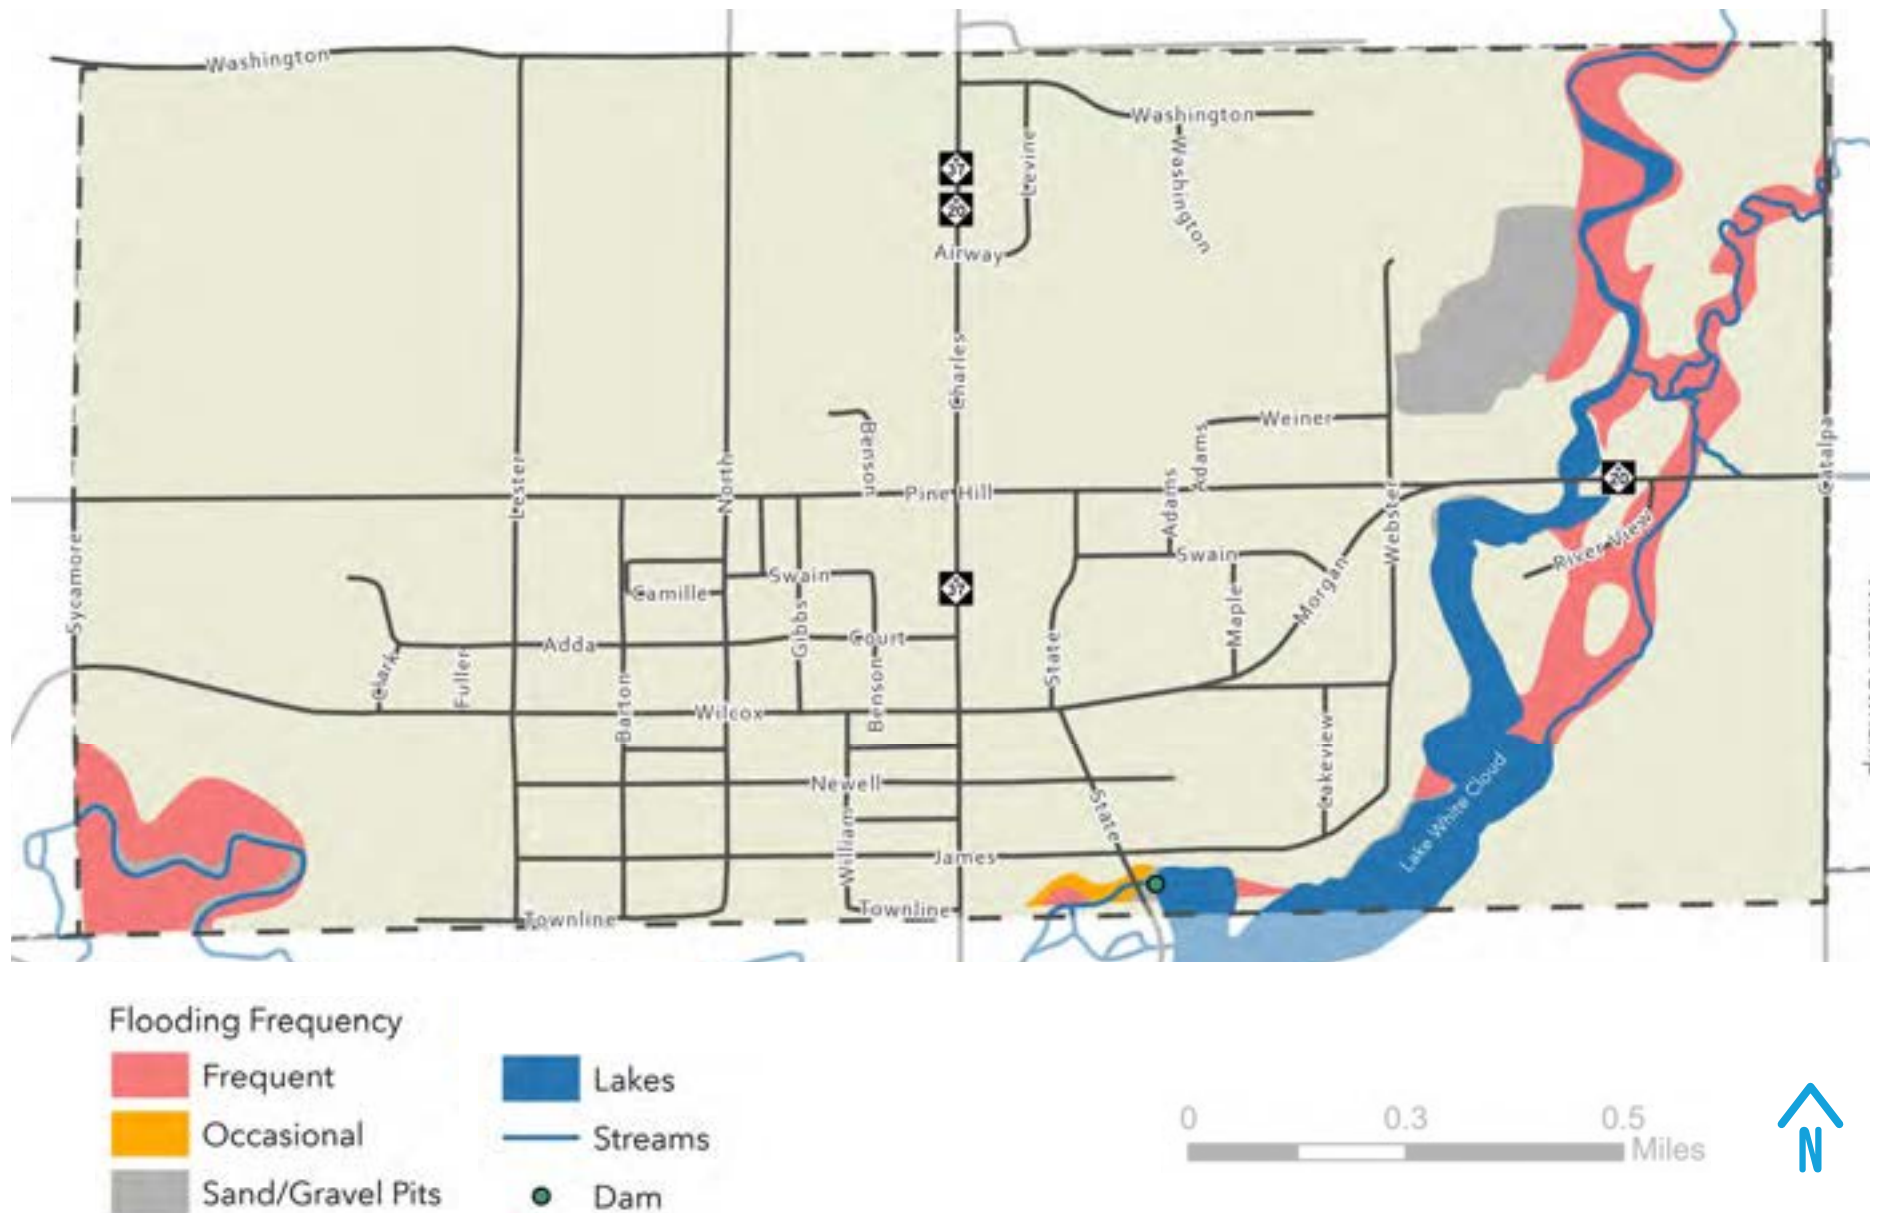 Washington
Washington
Washington
Levine
37
20
Airway
Charles
Benson
Weiner
Adams
Adams
Lester
North
Pine Hill
20
Catalpa
Sycamore
Webster
River View
Swain
Swain
Camille
Gibbs
37
Maple
Morgan
Adda
Court
State
Clark
Fuller
Barton
Wilcox
Benson
Lakeview
Newell
State
Lake White Cloud
William
James
Townline
Townline
Flooding Frequency
Frequent
Occasional
Sand/Gravel Pits
Lakes
Streams
Dam
0 0.3 0.5
Miles
N